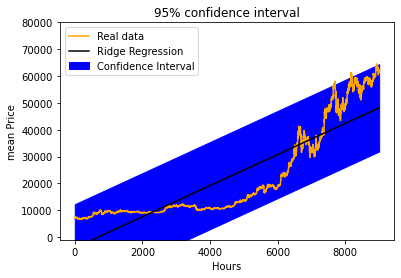 95% confidence interval
Real data
Ridge Regression
Confidence Interval
mean Price
80000
70000
60000
50000
40000
30000
20000
10000
0
0 2000 4000 6000 8000
Hours